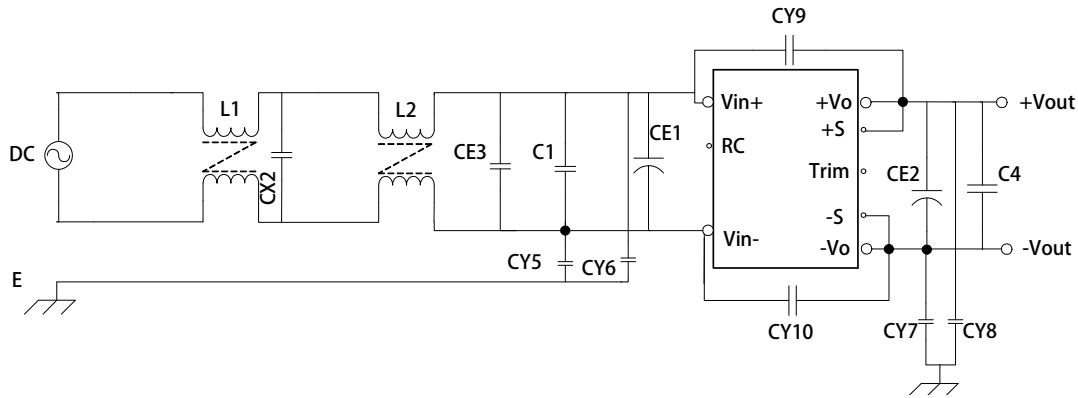 CY9
L1
L2
Vin+
+Vo
+Vout
+S
DC
CX2
CE3
C1
CE1
RC
Trim
CE2
C4
-S
Vin-
-Vo
-Vout
CY5
CY6
E
CY10
CY7
CY8